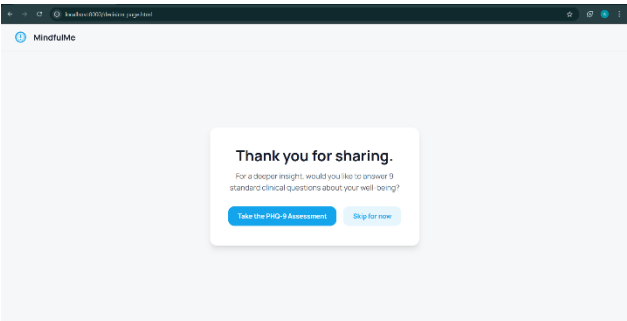 localhost:8000/decision-page.html
MindfulMe
Thank you for sharing.
For a deeper insight, would you like to answer 9
standard clinical questions about your well-being?
Take the PHQ-9 Assessment
Skip for now